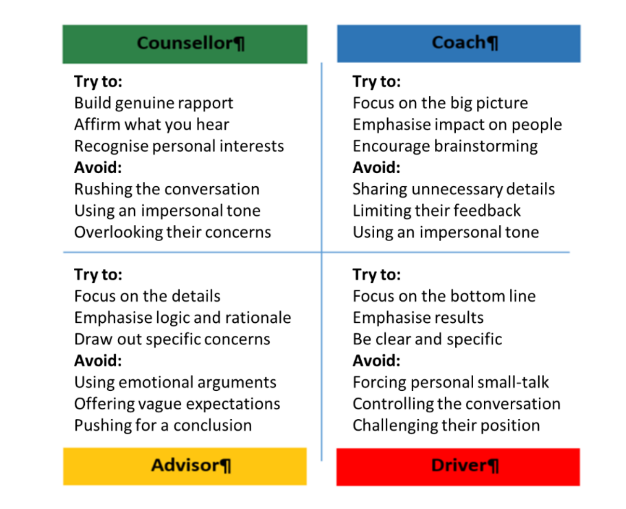 Counsellor¶
Try to:
Build genuine rapport
Affirm what you hear
Recognise personal interests
Avoid:
Rushing the conversation
Using an impersonal tone
Overlooking their concerns
Coach¶
Try to:
Focus on the big picture
Emphasise impact on people
Encourage brainstorming
Avoid:
Sharing unnecessary details
Limiting their feedback
Using an impersonal tone
Try to:
Focus on the details
Emphasise logic and rationale
Draw out specific concerns
Avoid:
Using emotional arguments
Offering vague expectations
Pushing for a conclusion
Advisor¶
Try to:
Focus on the bottom line
Emphasise results
Be clear and specific
Avoid:
Forcing personal small-talk
Controlling the conversation
Challenging their position
Driver¶